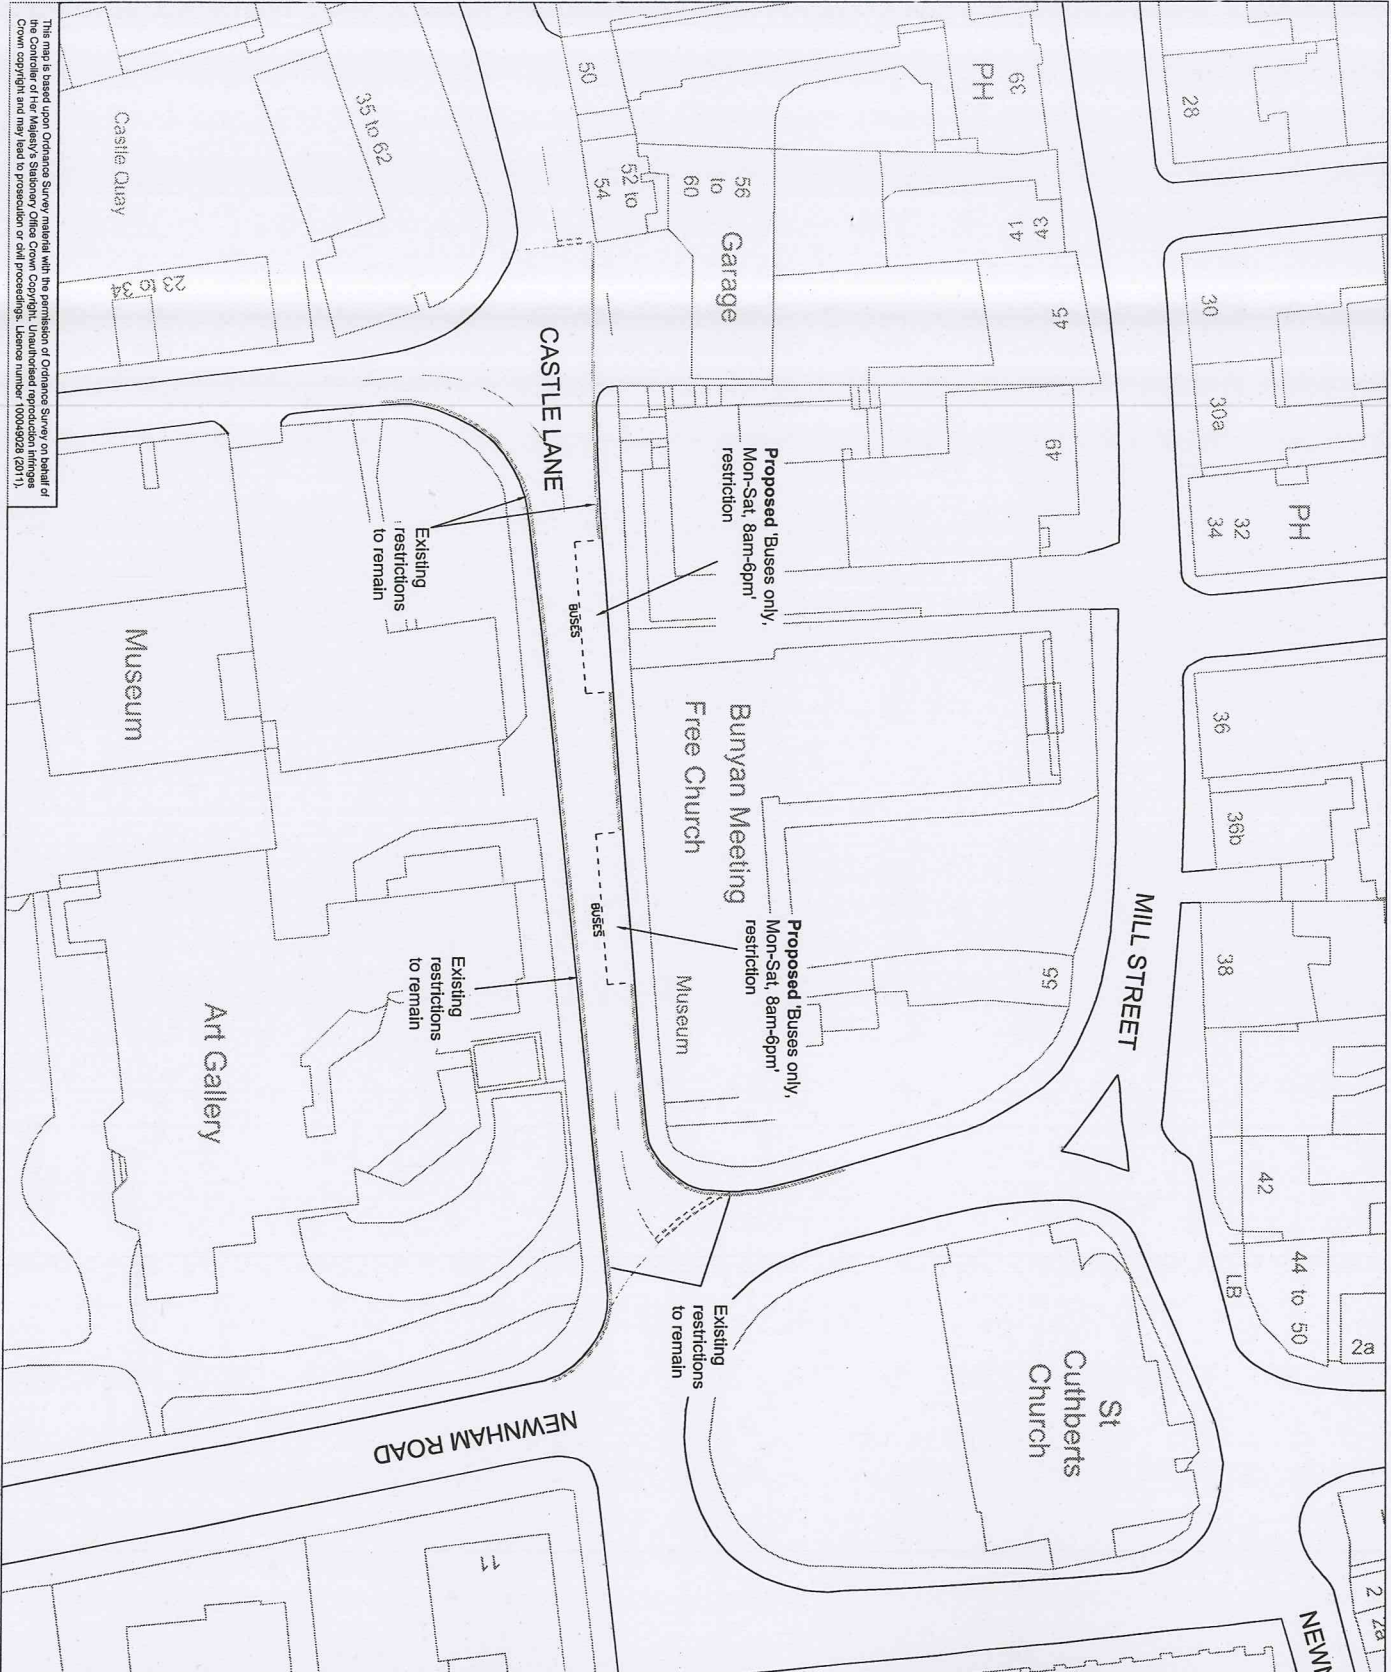 28
30
30a
PH
32
34
36
36b
38
42
44 to 50
LB
2a
2
2a
NEW
39
PH
43
41
45
49
55
MILL STREET
56
to
60
Garage
Proposed 'Buses only,
Mon-Sat, 8am-6pm'
restriction
Bunyan Meeting
Free Church
Proposed 'Buses only,
Mon-Sat, 8am-6pm'
restriction
Museum
St
Cuthberts
Church
50
52 to
54
CASTLE LANE
BUSES
BUSES
Existing
restrictions
to remain
Existing
restrictions
to remain
Existing
restrictions
to remain
35 to 62
Castle Quay
23 to 34
Museum
Art Gallery
NEWNHAM ROAD
11
This map is based upon Ordnance Survey material with the permission of Ordnance Survey on behalf of
the Controller of Her Majesty's Stationery Office Crown Copyright. Unauthorised reproduction infringes
Crown copyright and may lead to prosecution or civil proceedings. Licence number 100049028 (2011).